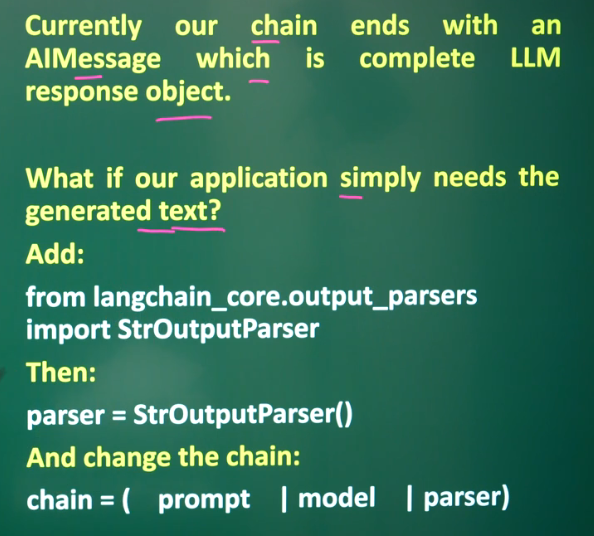 Currently our chain ends with an
AIMessage which is complete LLM
response object.
What if our application simply needs the
generated text?
Add:
from langchain_core.output_parsers
import StrOutputParser
Then:
parser = StrOutputParser()
And change the chain:
chain = ( prompt | model | parser)